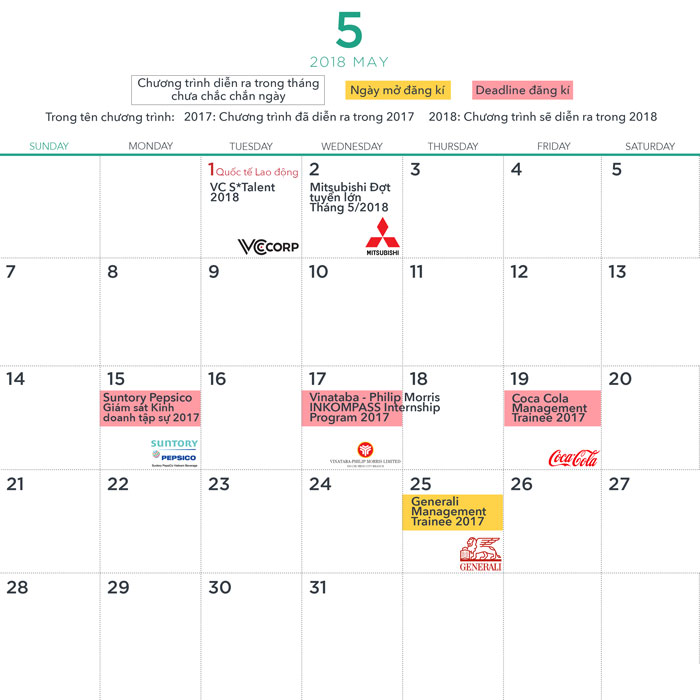 5
2018 MAY
Chương trình diễn ra trong tháng
chưa chắc chắn ngày
Ngày mở đăng kí
Deadline đăng kí
Trong tên chương trình: 2017: Chương trình đã diễn ra trong 2017 2018: Chương trình sẽ diễn ra trong 2018
SUNDAY MONDAY TUESDAY WEDNESDAY THURSDAY FRIDAY SATURDAY
1 Quốc tế Lao động
VC S*Talent
2018
VCCORP
2
Mitsubishi Đợt
tuyển lớn
Tháng 5/2018
MITSUBISHI
3
4
5
7
8
9
10
11
12
13
14
15
Suntory Pepsico
Giám sát Kinh
doanh tập sự 2017
SUNTORY
PEPSICO
Suntory PepsiCo Vietnam Beverage
16
17
Vinataba - Philip Morris
INKOMPASS Internship
Program 2017
VINATABA PHILIP MORRIS LIMITED
18
19
Coca Cola
Management
Trainee 2017
Coca-Cola
20
21
22
23
24
25
Generali
Management
Trainee 2017
GENERALI
26
27
28
29
30
31